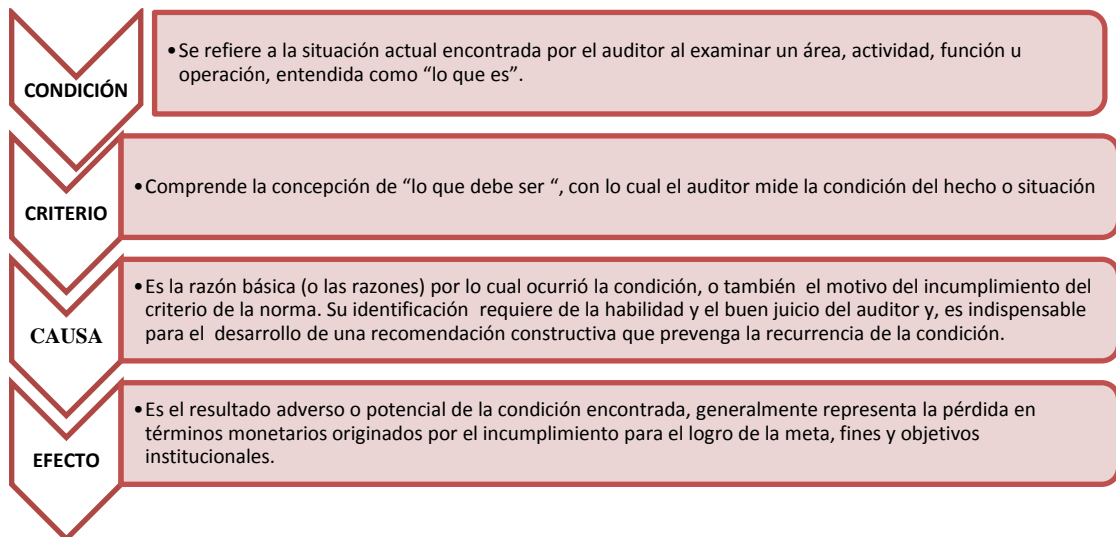 CONDICIÓN
•Se refiere a la situación actual encontrada por el auditor al examinar un área, actividad, función u
operación, entendida como “lo que es”.
CRITERIO
•Comprende la concepción de “lo que debe ser “, con lo cual el auditor mide la condición del hecho o situación
CAUSA
•Es la razón básica (o las razones) por lo cual ocurrió la condición, o también el motivo del incumplimiento del
criterio de la norma. Su identificación requiere de la habilidad y el buen juicio del auditor y, es indispensable
para el desarrollo de una recomendación constructiva que prevenga la recurrencia de la condición.
EFECTO
•Es el resultado adverso o potencial de la condición encontrada, generalmente representa la pérdida en
términos monetarios originados por el incumplimiento para el logro de la meta, fines y objetivos
institucionales.